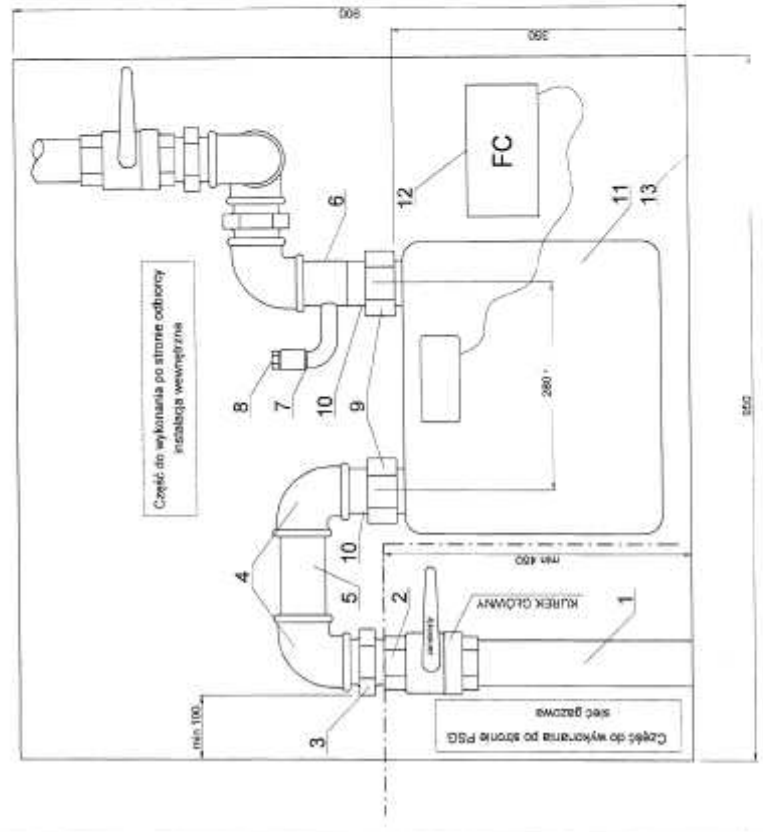 600
350
FC
12
11
13
6
Część do wykonania po stronie odbiorcy
instalacja wewnętrzna
8
7
10
9
280
4
5
10
min 450
2
KUREK GŁÓWNY
1
min 100
3
Część do wykonania po stronie PSG
sieć gazowa